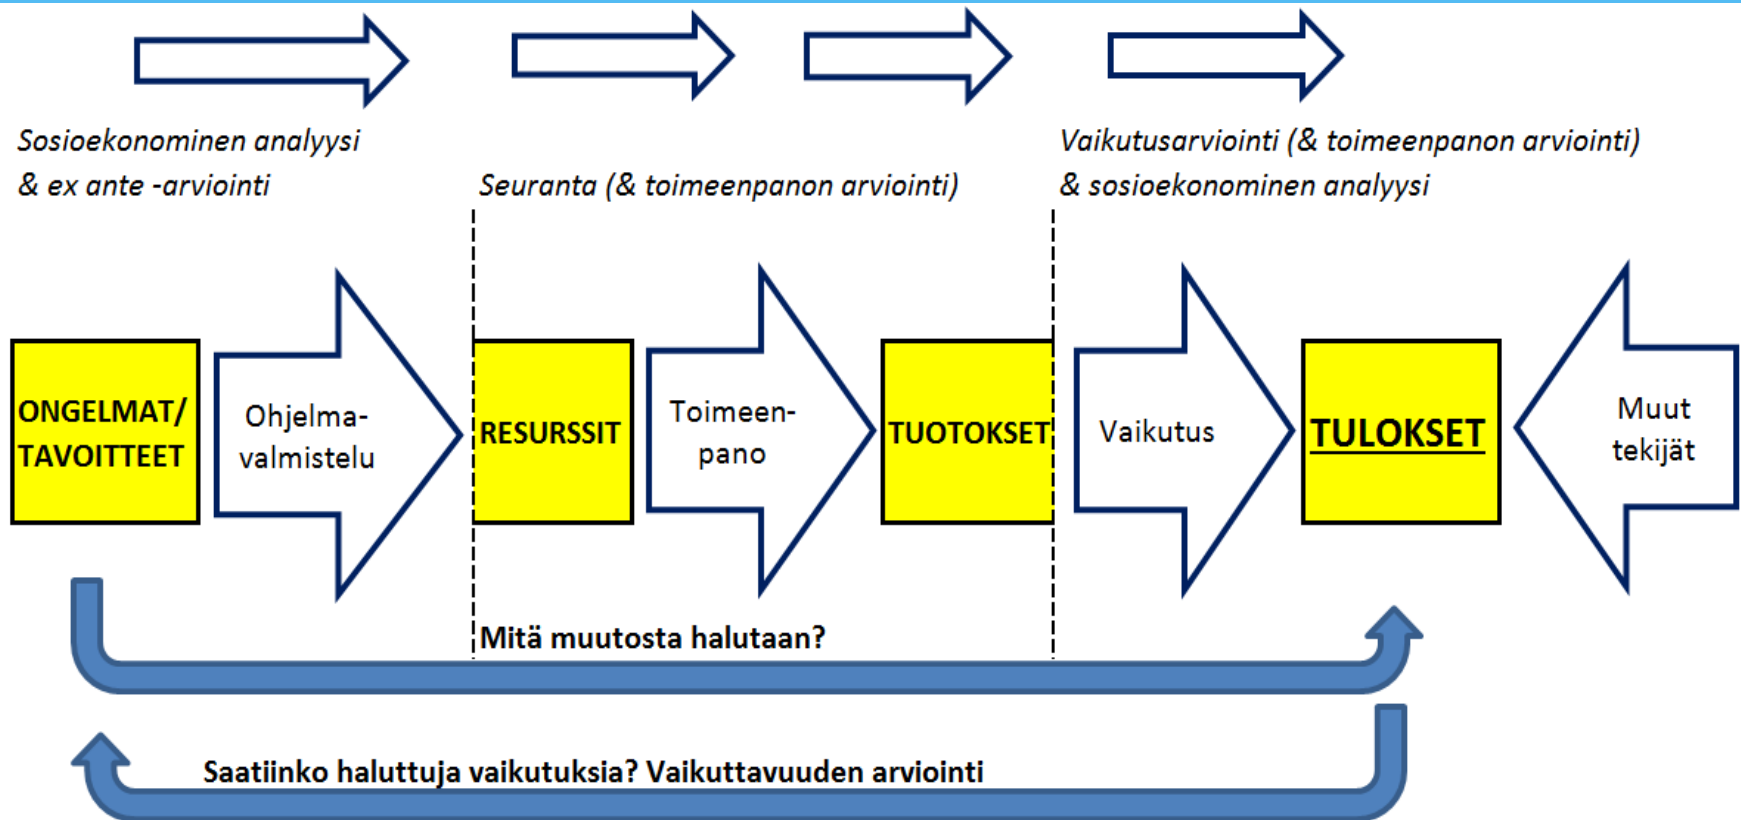 Sosioekonominen analyysi
& ex ante -arviointi
Seuranta (& toimeenpanon arviointi)
Vaikutusarviointi (& toimeenpanon arviointi)
& sosioekonominen analyysi
ONGELMAT/
TAVOITTEET
Ohjelma-
valmistelu
RESURSSIT
Toimeen-
pano
TUOTOKSET
Vaikutus
TULOKSET
Muut
tekijät
Mitä muutosta halutaan?
Saatiinko haluttuja vaikutuksia? Vaikuttavuuden arviointi